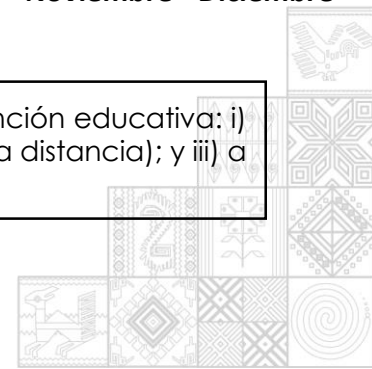 Noviembre - Diciembre
nción educativa: i)
a distancia); y iii) a